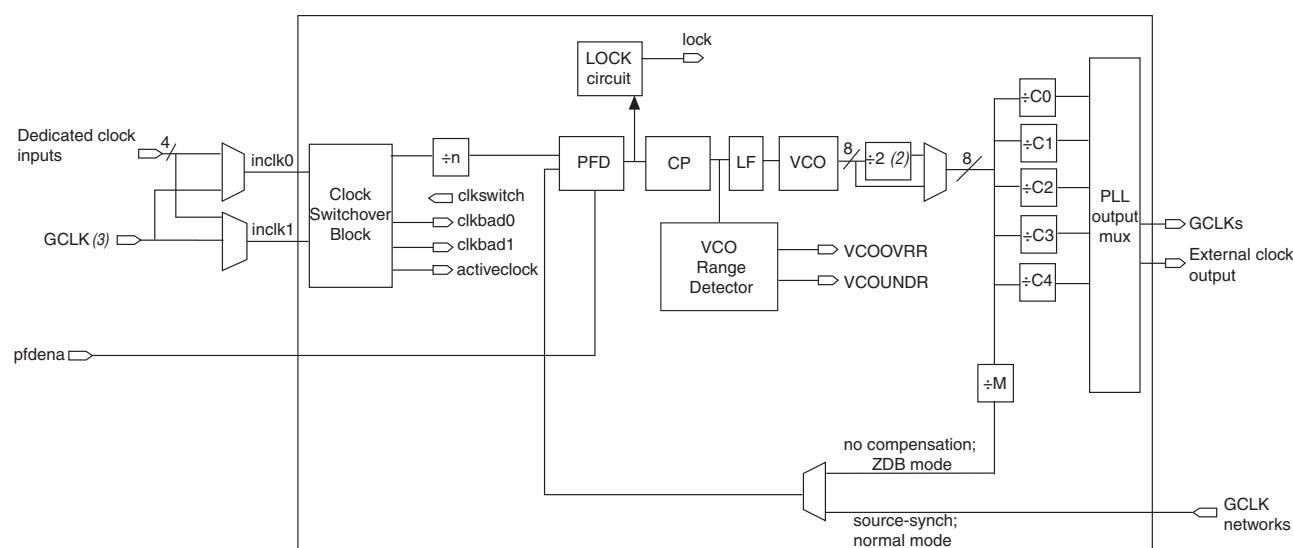 lock
LOCK
circuit
Dedicated clock
inputs
4
inclk0
÷n
PFD
CP
LF
VCO
8
÷2 (2)
8
÷C0
÷C1
÷C2
÷C3
÷C4
PLL
output
mux
Clock
Switchover
Block
clkswitch
clkbad0
clkbad1
activeclock
GCLK (3)
inclk1
VCO
Range
Detector
VCOOVRR
VCOUNDR
GCLKs
External clock
output
pfdena
÷M
no compensation;
ZDB mode
source-synch;
normal mode
GCLK
networks